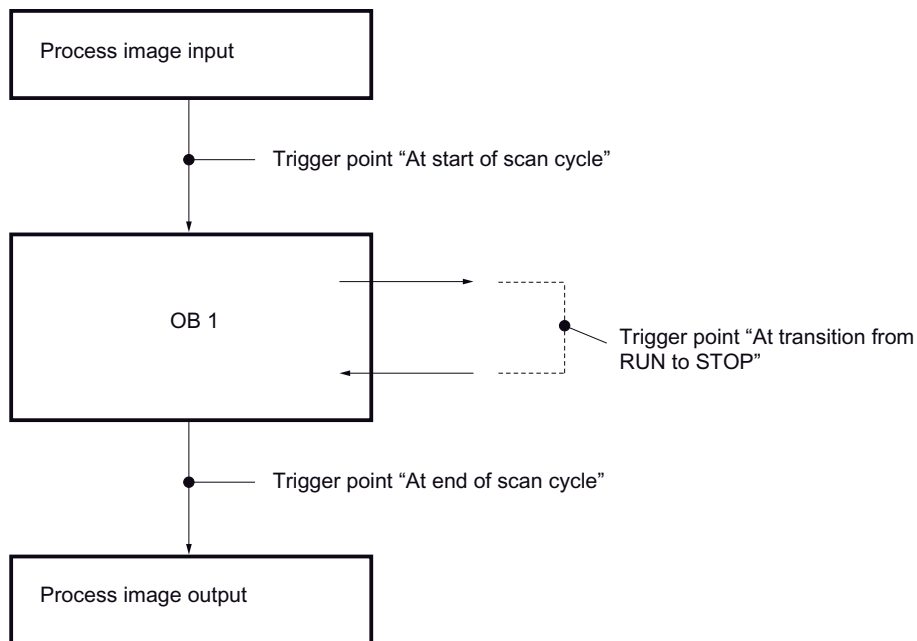 Process image input
Trigger point “At start of scan cycle”
OB 1
Trigger point “At transition from
RUN to STOP”
Trigger point “At end of scan cycle”
Process image output